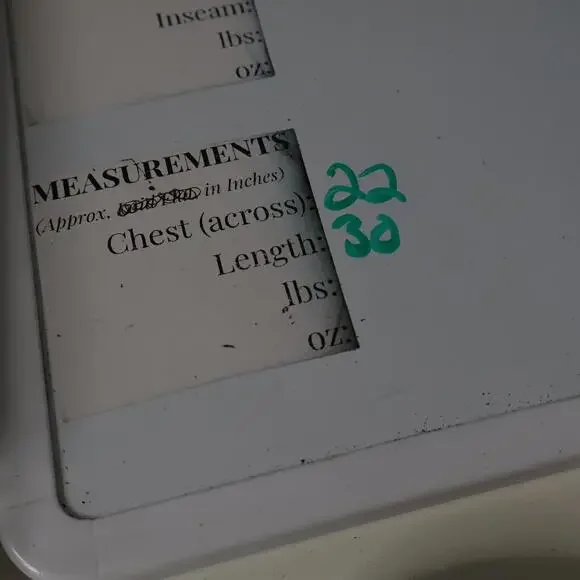 Inseam:
lbs:
oz:
MEASUREMENTS
(Approx, in Inches)
Chest (across): 22
Length: 30
lbs:
oz: